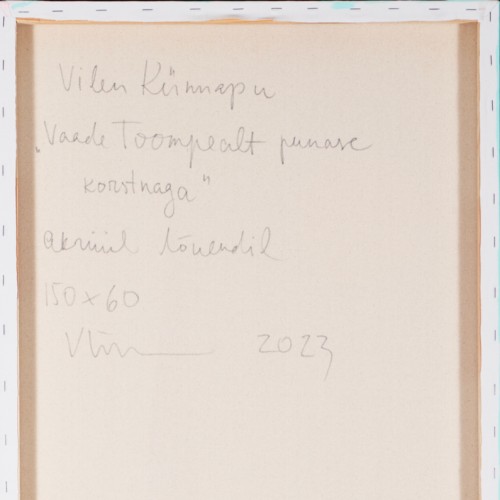 Vilen Künnapu
„Vaade Toompealt punase
korstnaga"
akrüül lõuendil
150 x 60
2023